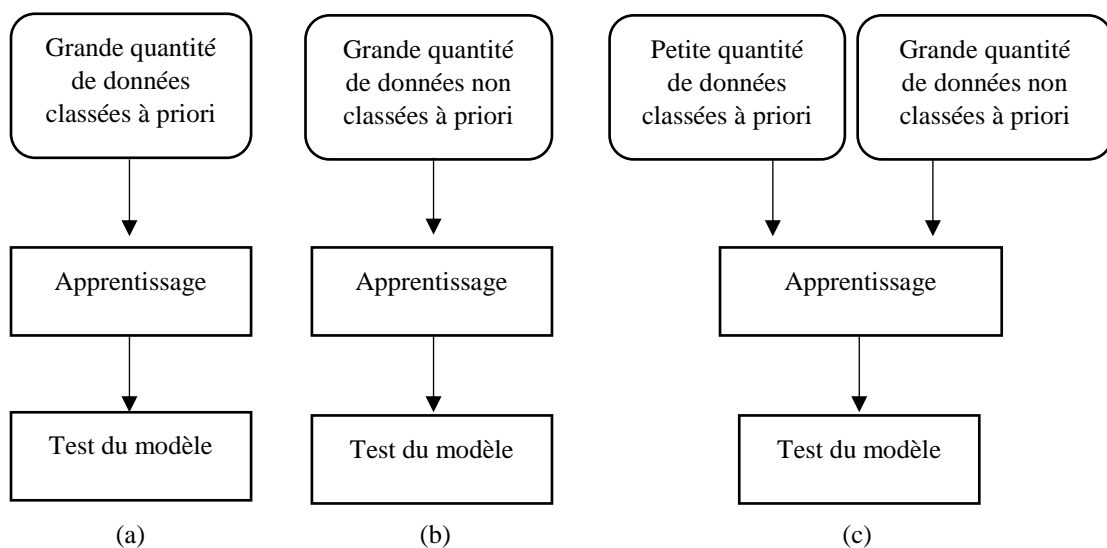 Grande quantité
de données
classées à priori
Grande quantité
de données non
classées à priori
Petite quantité
de données
classées à priori
Grande quantité
de données non
classées à priori
Apprentissage
Apprentissage
Apprentissage
Test du modèle
Test du modèle
Test du modèle
(a)
(b)
(c)